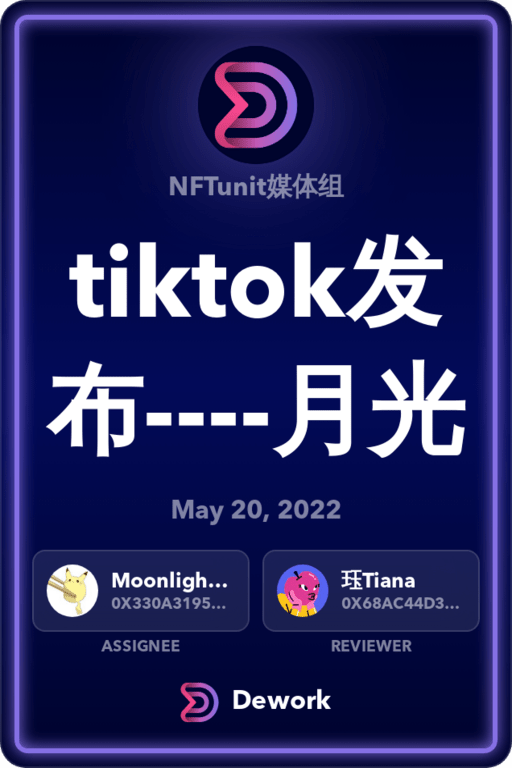 NFTunit媒体组
tiktok发
布----月光
May 20, 2022
Moonligh...
0X330A3195...
ASSIGNEE
珏Tiana
0X68AC44D3...
REVIEWER
Dework